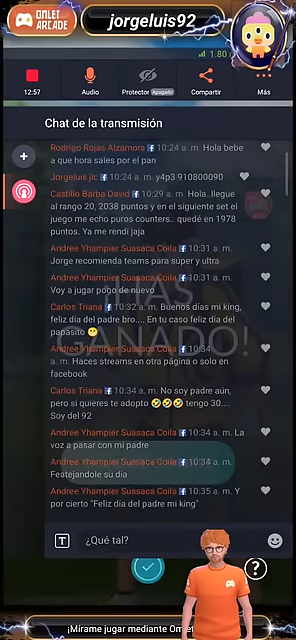 OMLET
ARCADE
jorgeluis92
1.80
12:57
Audio
Protector Apagado
Compartir
Más
Chat de la transmisión
Rodrigo Rojas Alzamora 10:24 a. m. Hola bebe
a que hora sales por el pan
Jorgeluis jlc 10:24 a. m. y4p3 910800090
Castillo Barba David 10:29 a. m. Hola..llegue
al rango 20, 2038 puntos y en el siguiente set el
juego me echo puros counters.. quedé en 1978
puntos. Ya me rendí jaja
Andree Yhampier Suasaca Coila 10:31 a. m.
Jorge recomienda teams para súper y ultra
Andree Yhampier Suasaca Coila 10:31 a. m.
Voy a jugar pogo de nuevo
Carlos Triana 10:32 a. m. Buenos días mi king,
feliz día del padre bro.... En tu caso feliz día del
papasito 😬
¡HAS
GANADO!
Andree Yhampier Suasaca Coila 10:34
a. m. Haces streams en otra página o solo en
facebook
Carlos Triana 10:34 a. m. No soy padre aún,
pero si quieres te adopto 🤣🤣🤣 tengo 30....
Soy del 92
Andree Yhampier Suasaca Coila 10:34 a. m. La
voz a pasar con mi padre
Andree Yhampier Suasaca Coila 10:34 a. m.
Featejandole su día
Andree Yhampier Suasaca Coila 10:35 a. m. Y
por cierto "Feliz día del padre mi king"
T
¿Qué tal?
?
¡Mírame jugar mediante Omlet